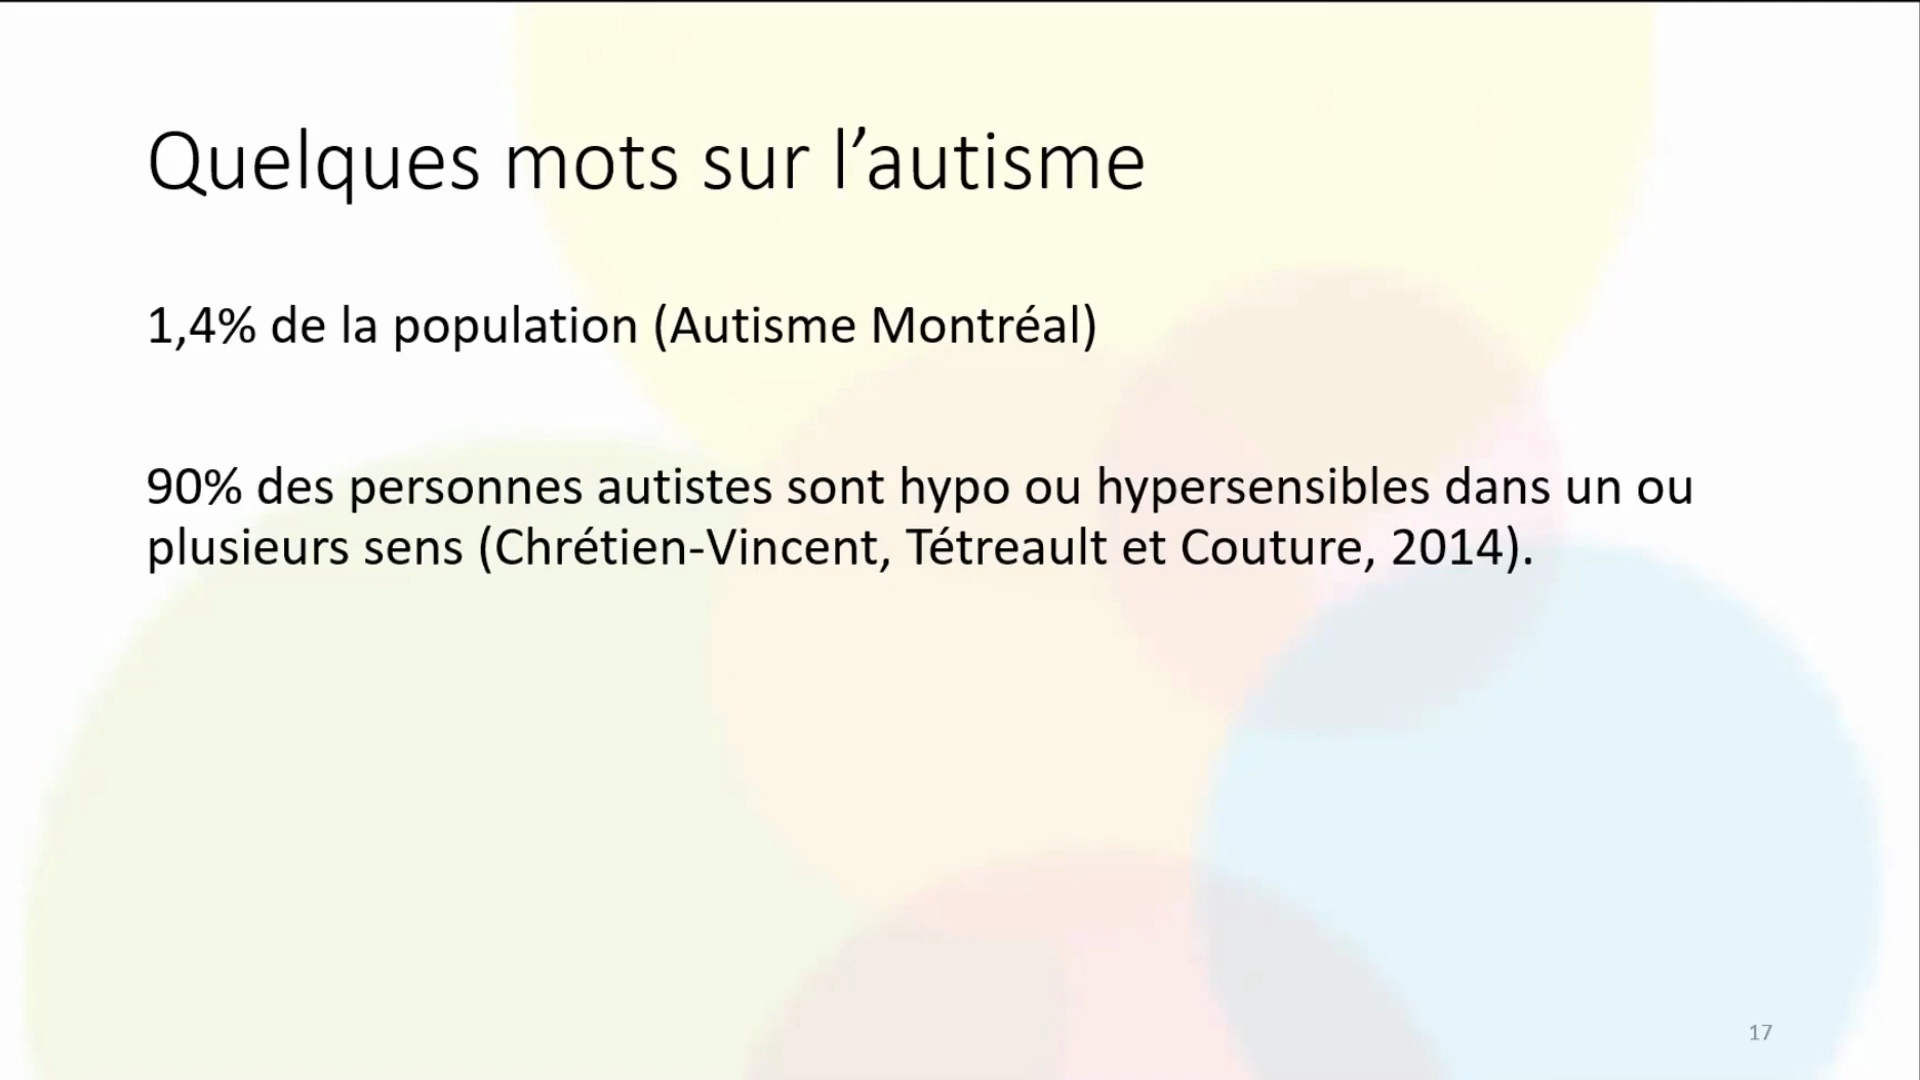 Quelques mots sur l’autisme
1,4% de la population (Autisme Montréal)
90% des personnes autistes sont hypo ou hypersensibles dans un ou
plusieurs sens (Chrétien-Vincent, Tétreault et Couture, 2014).
17